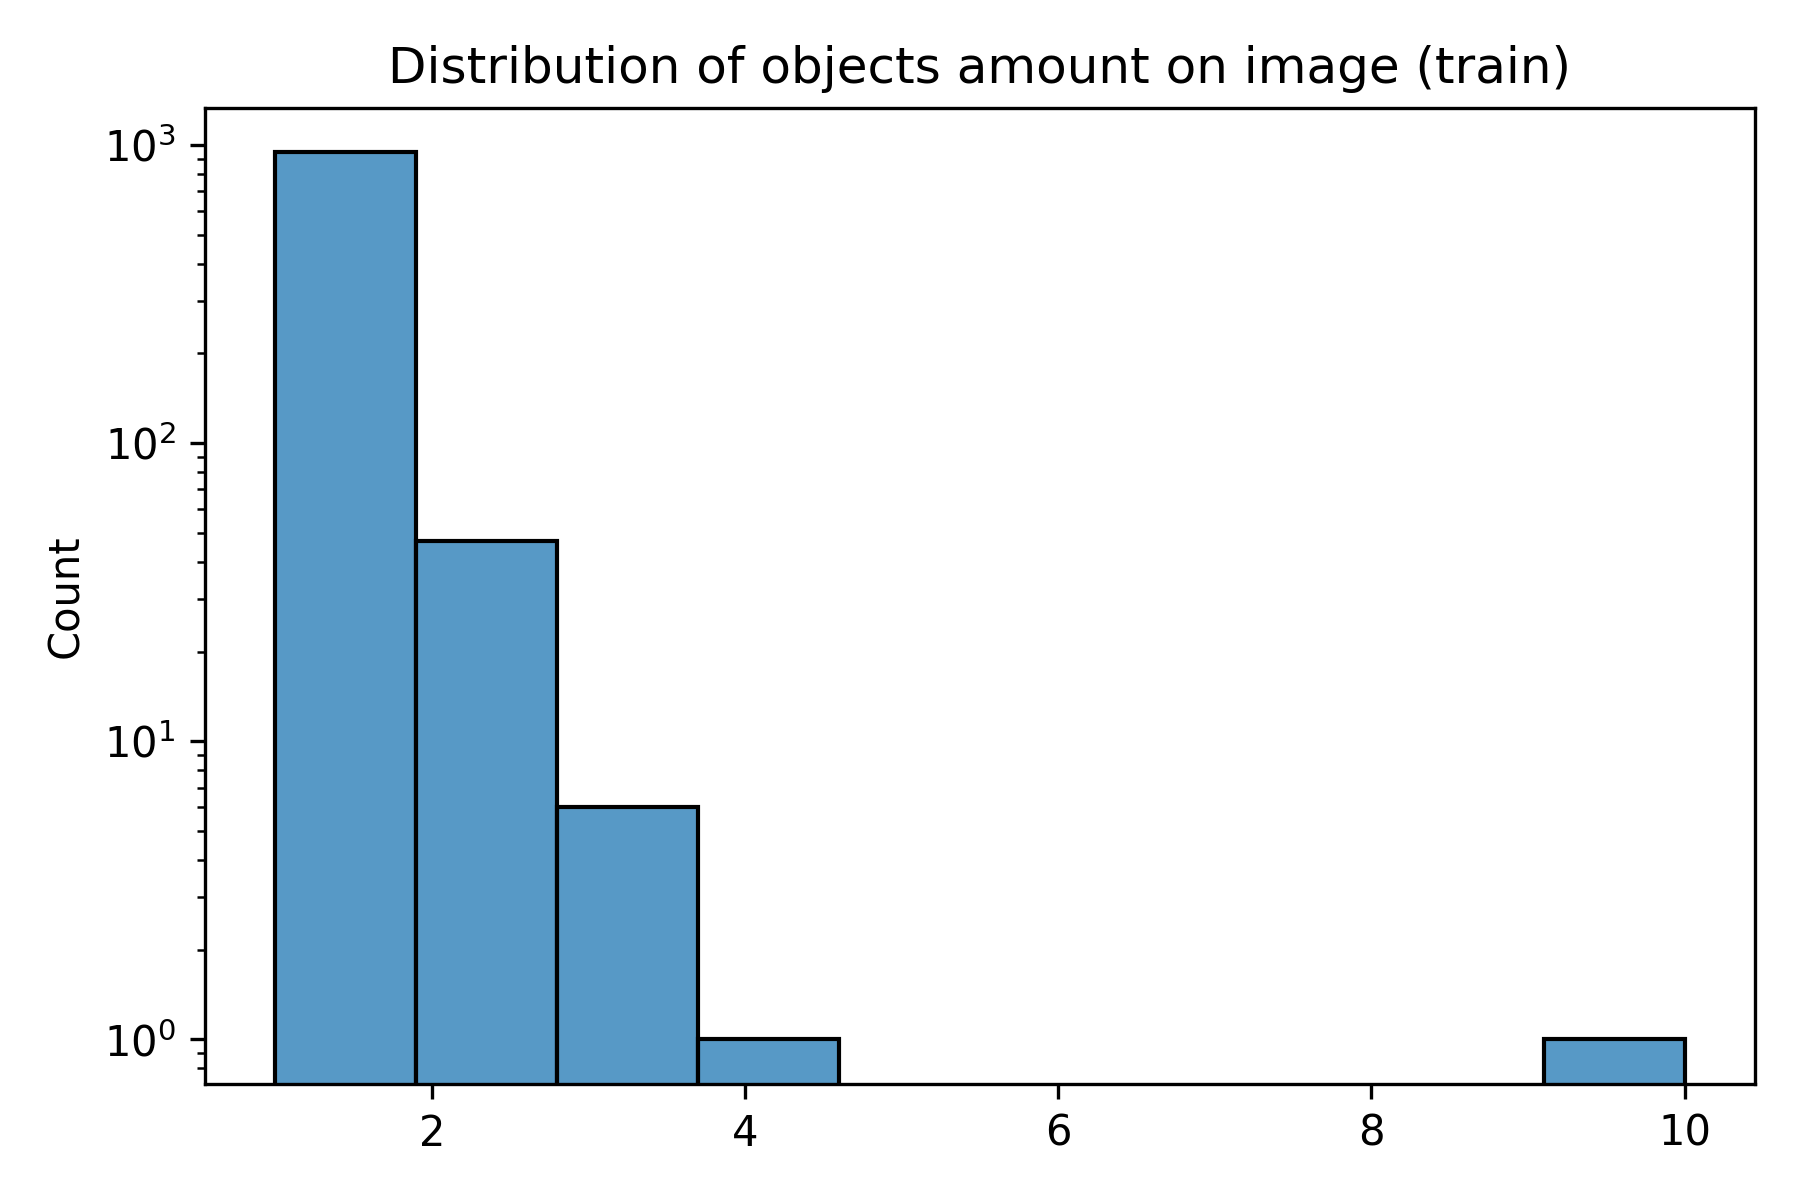 Distribution of objects amount on image (train)
10³
10²
10¹
10⁰
Count
2 4 6 8 10